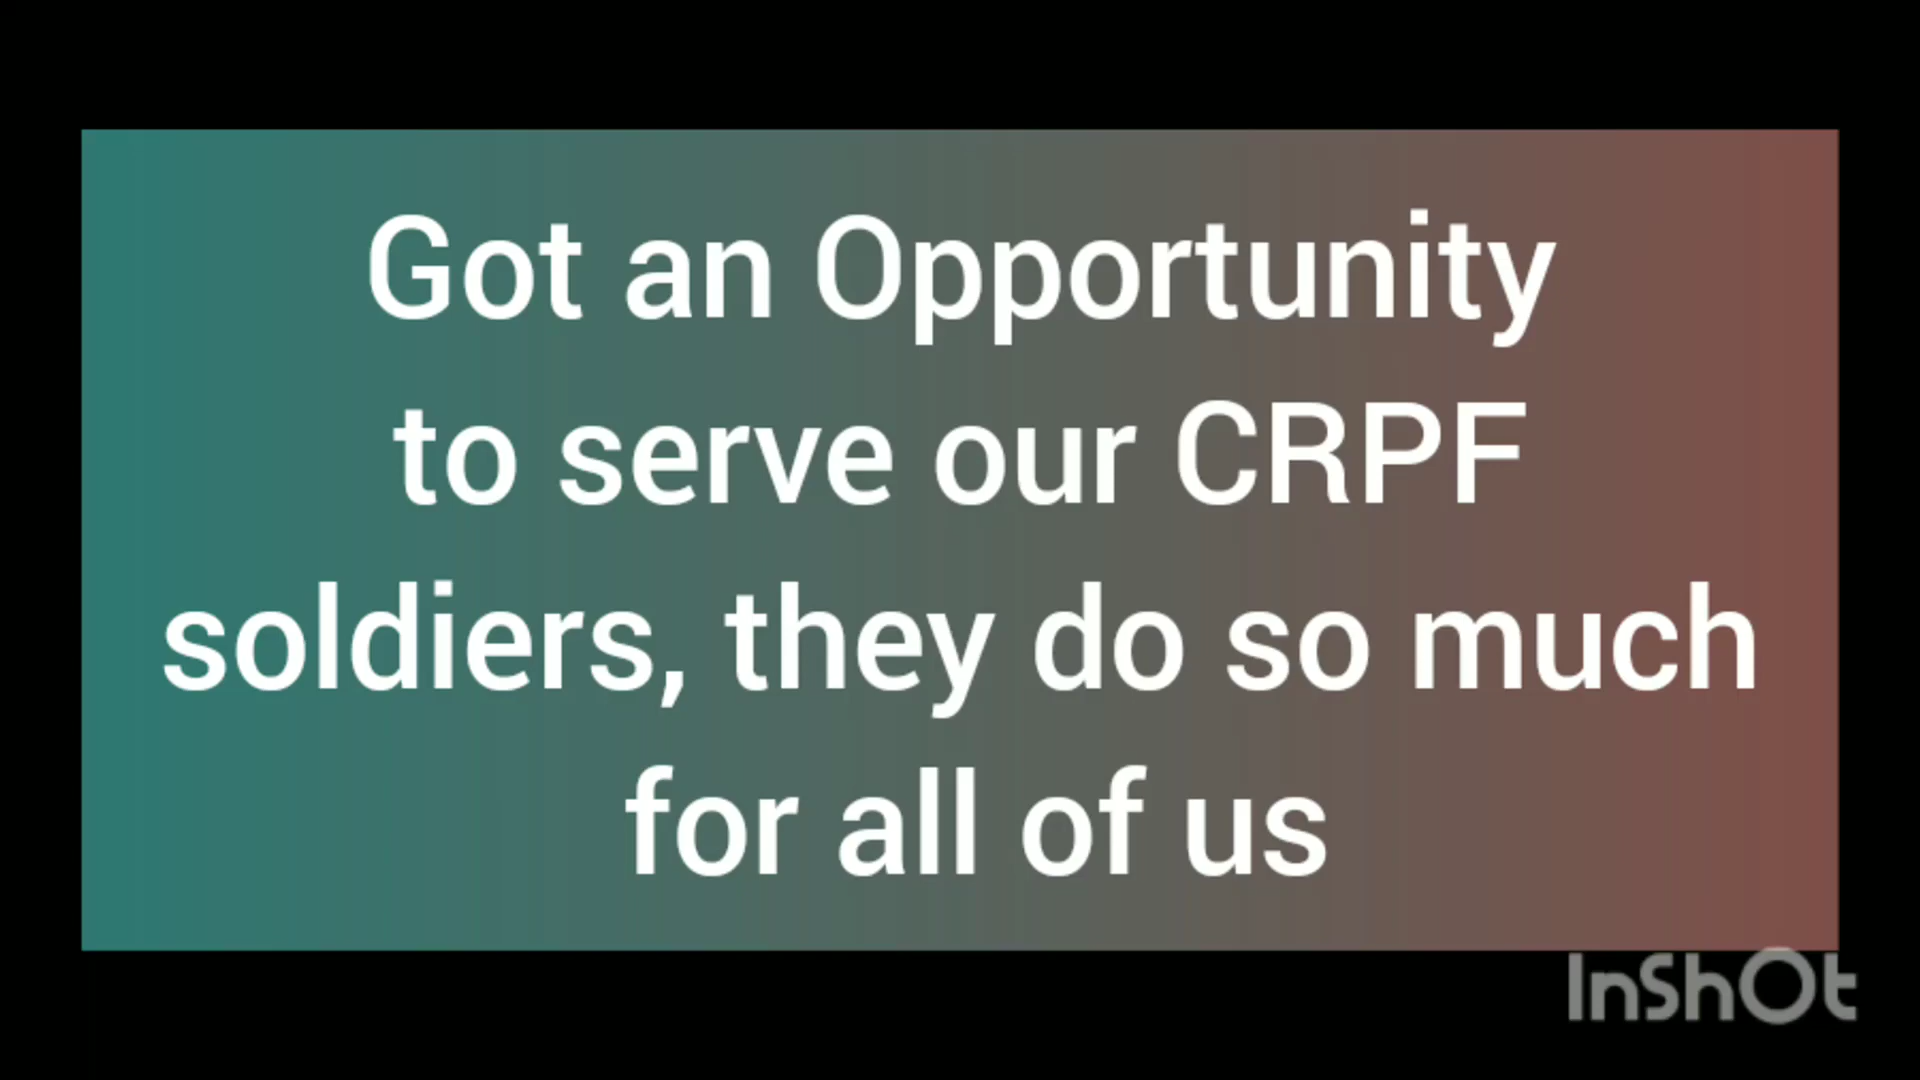 Got an Opportunity
to serve our CRPF
soldiers, they do so much
for all of us
InShOt